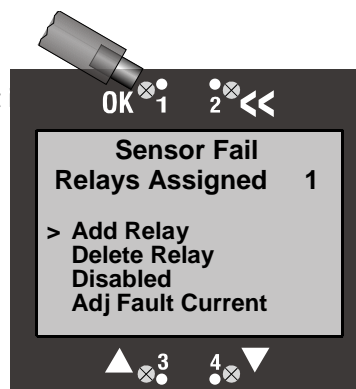 OK 1 2 <<
Sensor Fail
Relays Assigned 1
> Add Relay
Delete Relay
Disabled
Adj Fault Current
3 4